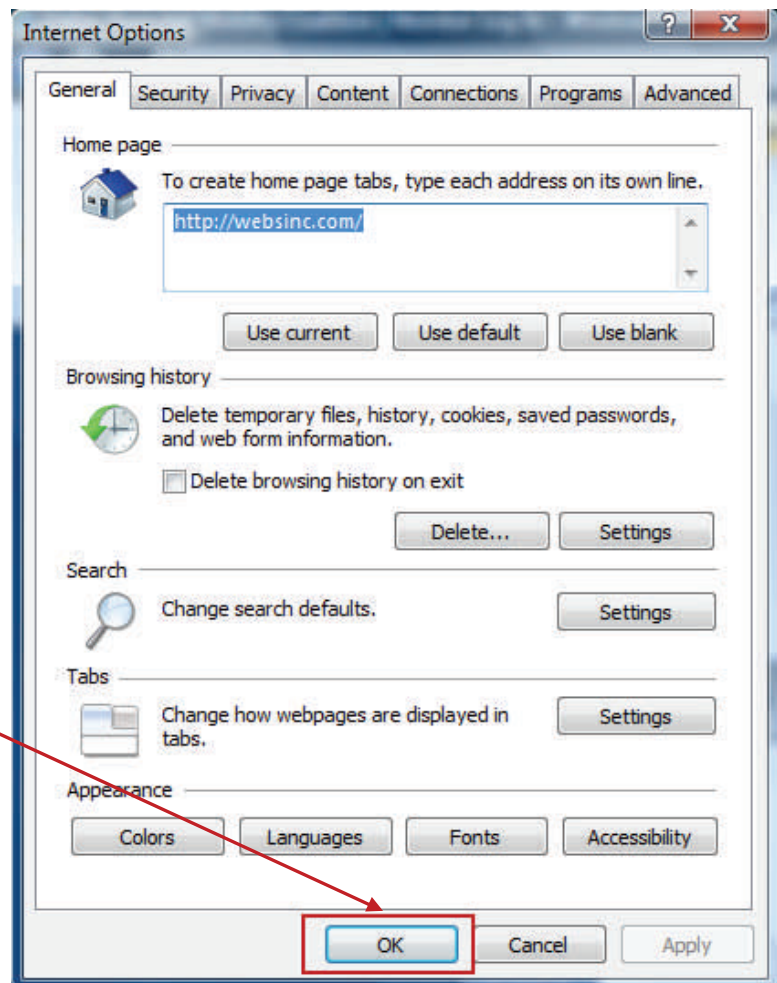 Internet Options
General Security Privacy Content Connections Programs Advanced
Home page
To create home page tabs, type each address on its own line.
http://websinc.com/
Use current Use default Use blank
Browsing history
Delete temporary files, history, cookies, saved passwords,
and web form information.
Delete browsing history on exit
Delete... Settings
Search
Change search defaults. Settings
Tabs
Change how webpages are displayed in
tabs.
Settings
Appearance
Colors Languages Fonts Accessibility
OK Cancel Apply